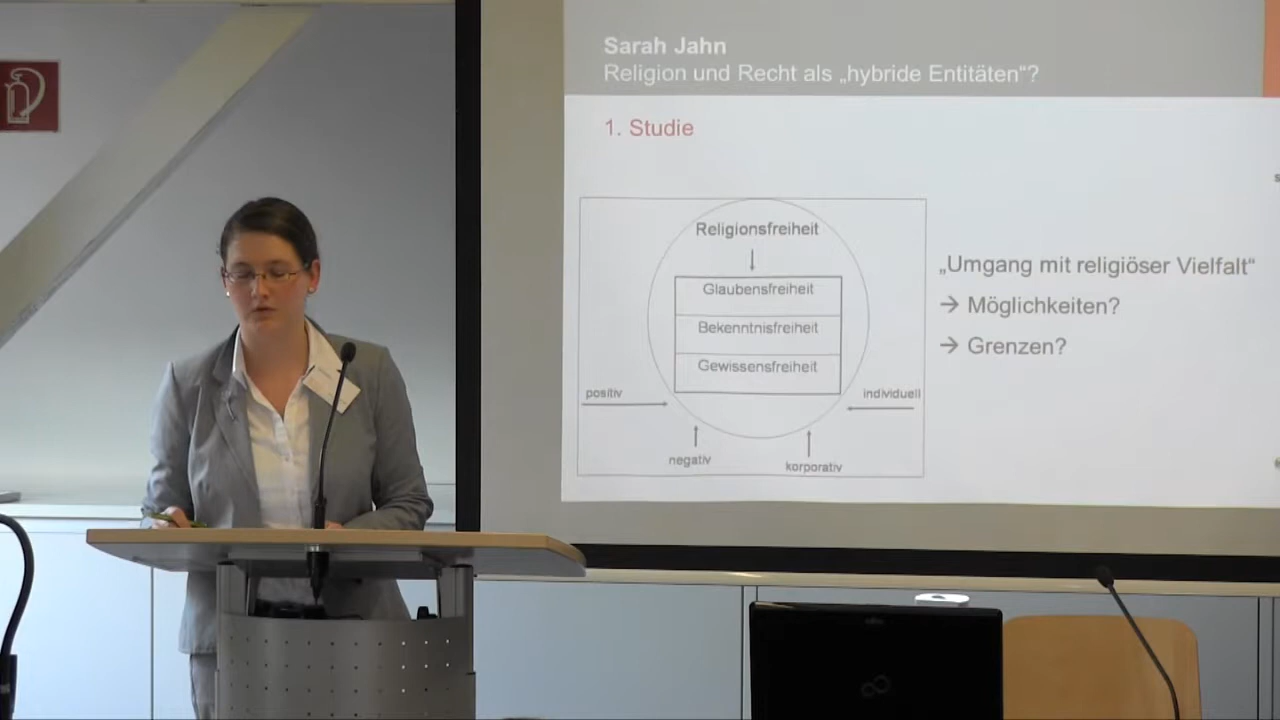 Sarah Jahn
Religion und Recht als „hybride Entitäten“?
1. Studie
Religionsfreiheit
Glaubensfreiheit
Bekenntnisfreiheit
Gewissensfreiheit
positiv
individuell
negativ
korporativ
„Umgang mit religiöser Vielfalt“
→ Möglichkeiten?
→ Grenzen?